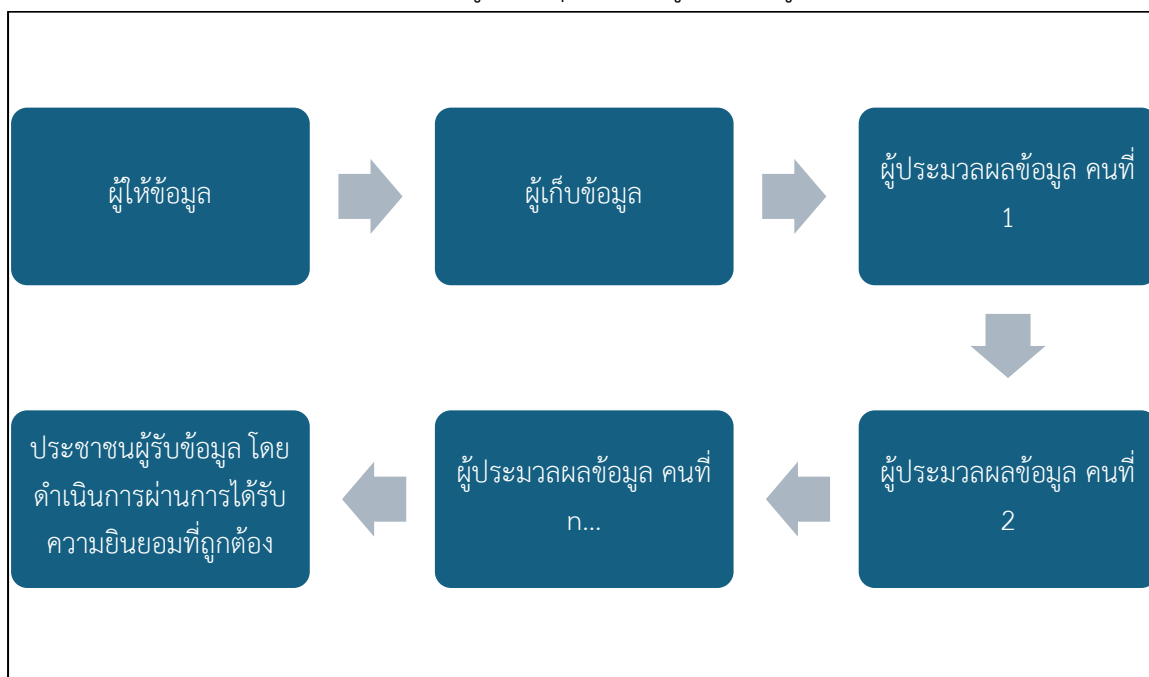 ผู้ให้ข้อมูล
ผู้เก็บข้อมูล
ผู้ประมวลผลข้อมูล คนที่
1
ผู้ประมวลผลข้อมูล คนที่
2
ผู้ประมวลผลข้อมูล คนที่
n...
ประชาชนผู้รับข้อมูล โดย
ดำเนินการผ่านการได้รับ
ความยินยอมที่ถูกต้อง